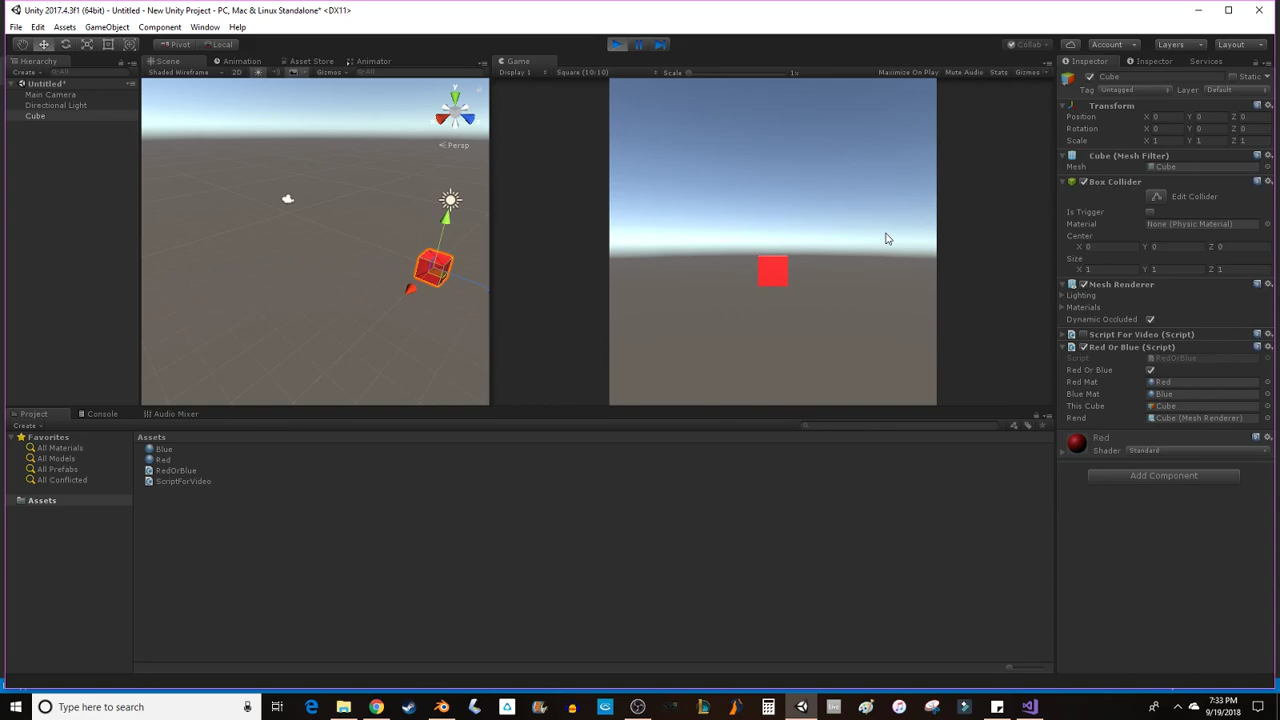 Unity 2017.4.3f1 (64bit) - Untitled - New Unity Project - PC, Mac & Linux Standalone* <DX11>
File Edit Assets GameObject Component Window Help
Pivot Local Collab Account Layers Layout
Hierarchy Scene Animation Asset Store Animator Game Inspector Inspector Services
Create All Shaded Wireframe 2D Gizmos All Display 1 Square (10:10) Scale 1x Maximize On Play Mute Audio Stats Gizmos
Untitled*
Main Camera
Directional Light
Cube
y
Persp
Cube Static
Tag Untagged Layer Default
Transform
Position X 0 Y 0 Z 0
Rotation X 0 Y 0 Z 0
Scale X 1 Y 1 Z 1
Cube (Mesh Filter)
Mesh Cube
Box Collider
Edit Collider
Is Trigger
Material None (Physic Material)
Center
X 0 Y 0 Z 0
Size
X 1 Y 1 Z 1
Mesh Renderer
Lighting
Materials
Dynamic Occluded
Script For Video (Script)
Red Or Blue (Script)
Script RedOrBlue
Red Or Blue
Red Mat Red
Blue Mat Blue
This Cube Cube
Rend Cube (Mesh Renderer)
Red
Shader Standard
Add Component
Project Console Audio Mixer
Create
Favorites
All Materials
All Models
All Prefabs
All Conflicted
Assets
Assets
Blue
Red
RedOrBlue
ScriptForVideo
Type here to search
7:33 PM
9/19/2018